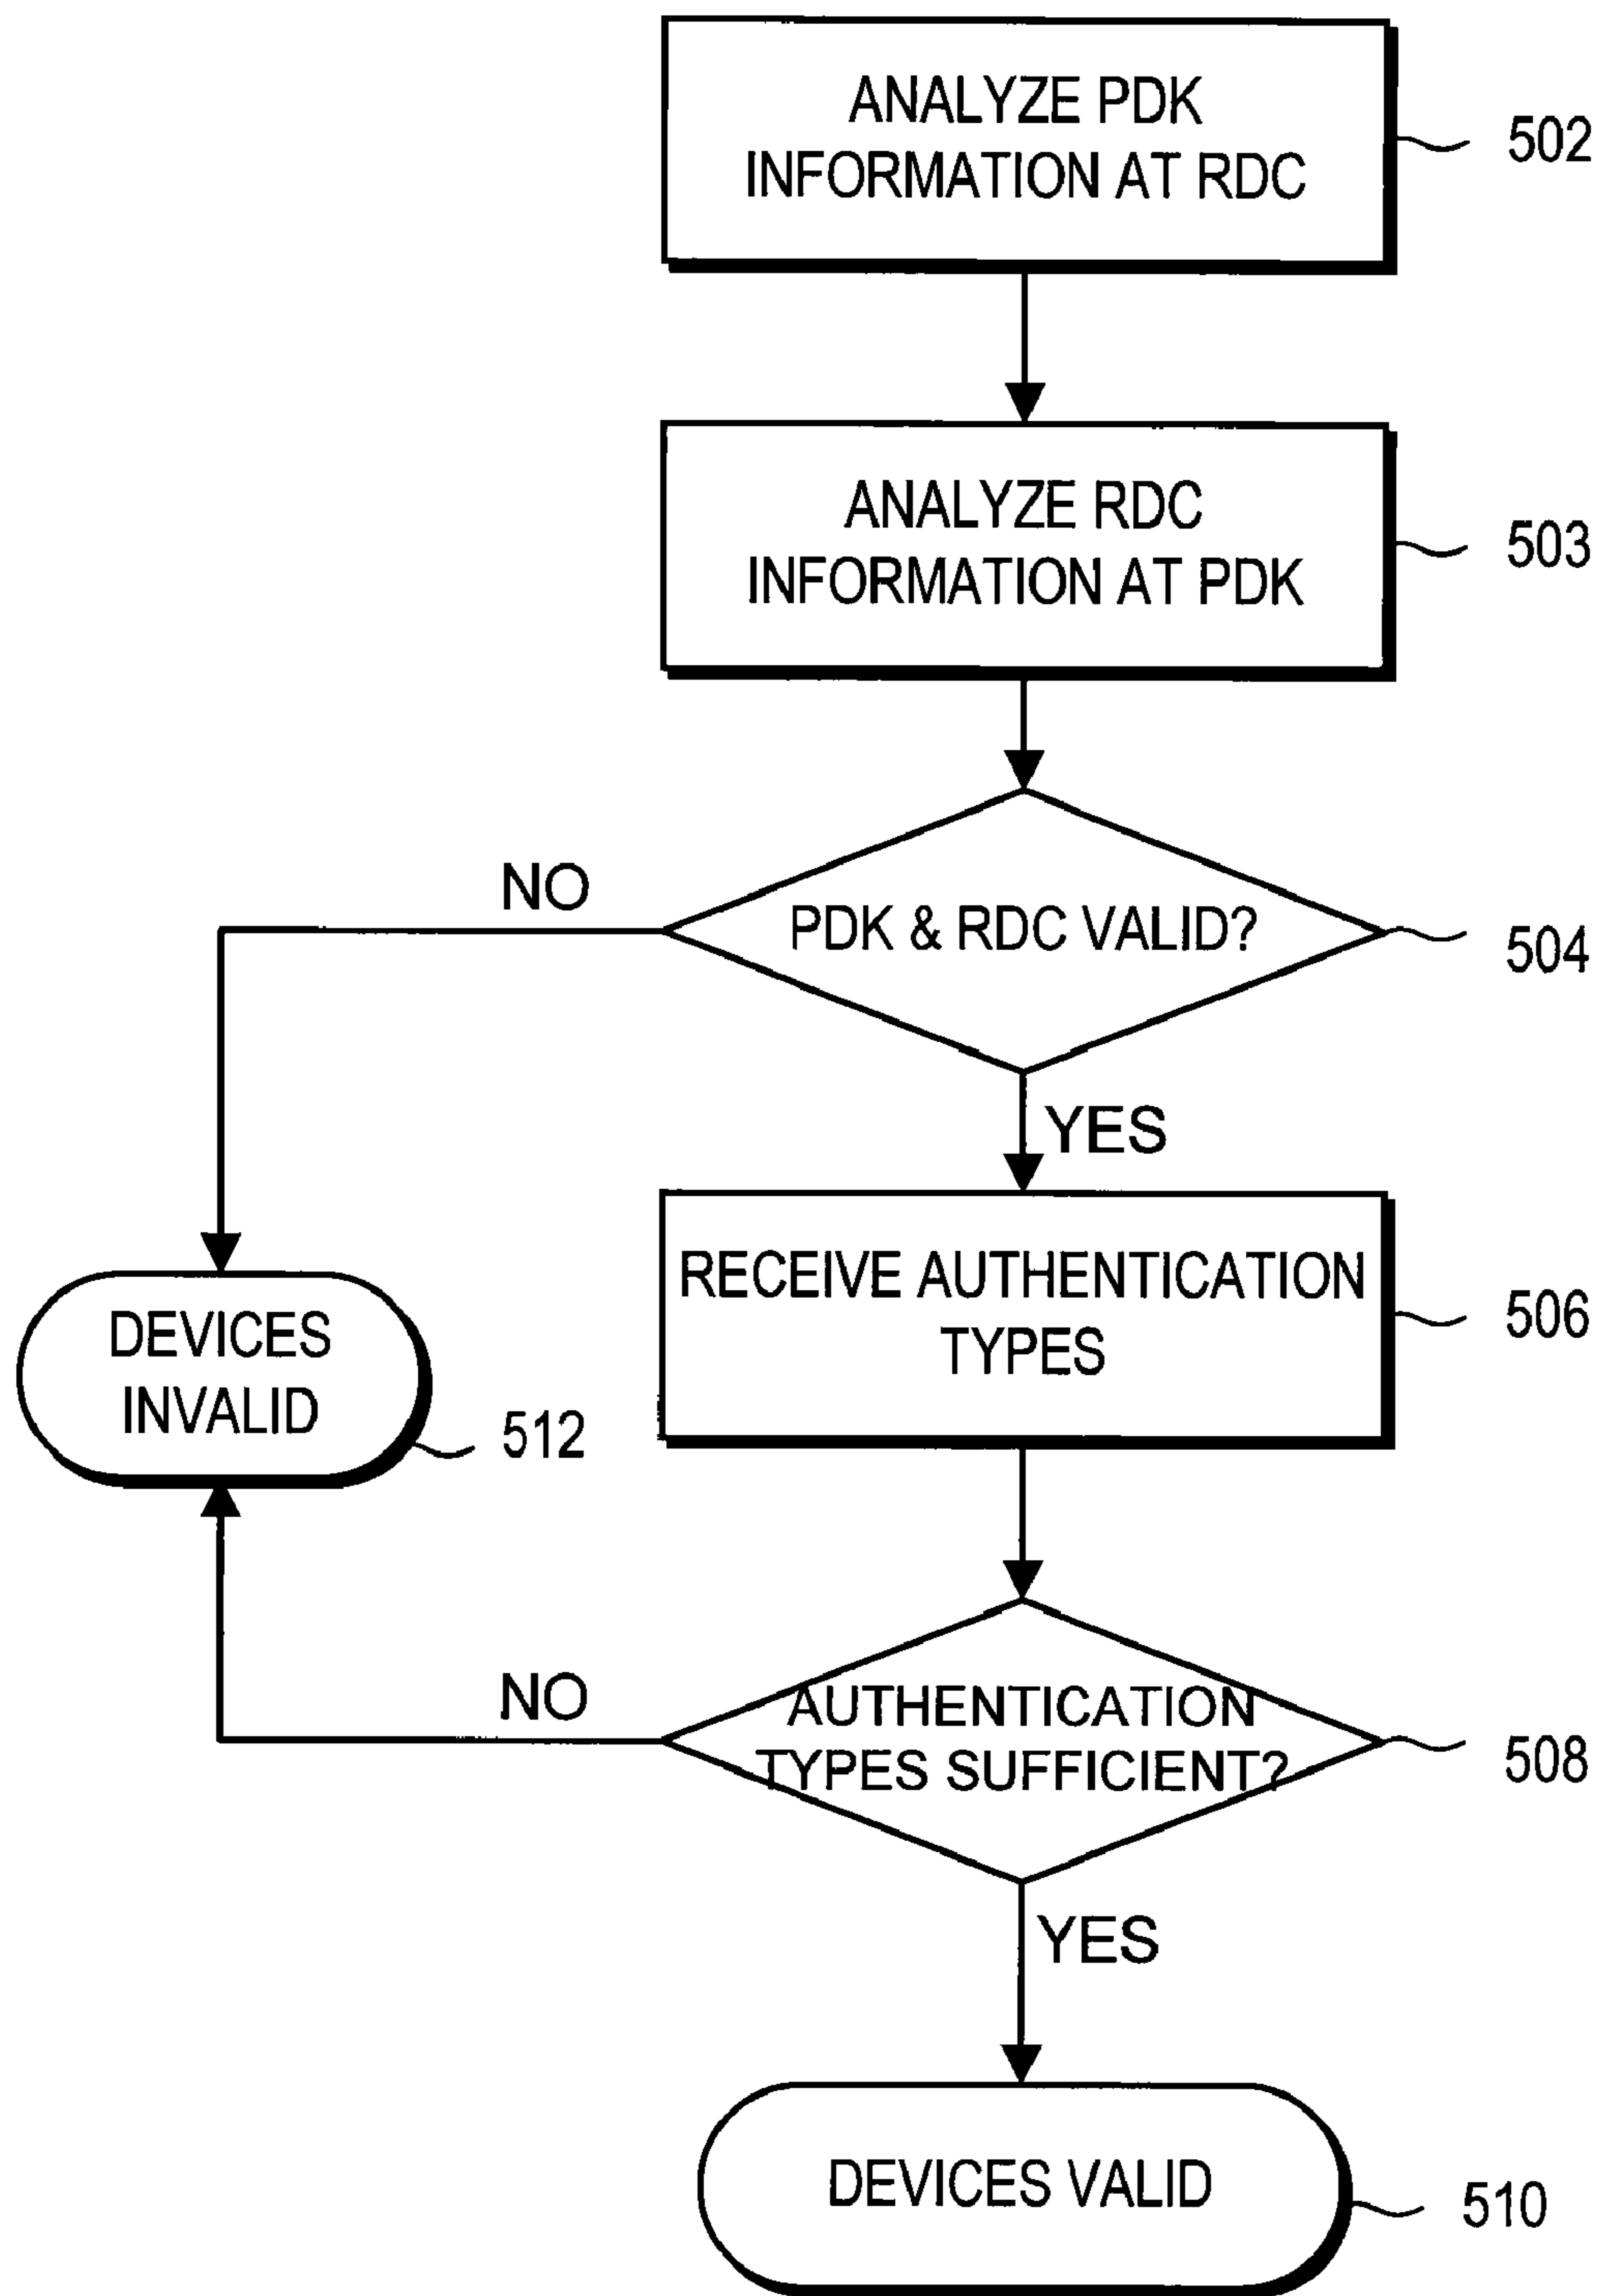 ANALYZE PDK
INFORMATION AT RDC
502
ANALYZE RDC
INFORMATION AT PDK
503
NO
PDK & RDC VALID?
504
YES
RECEIVE AUTHENTICATION
TYPES
506
DEVICES
INVALID
512
NO
AUTHENTICATION
TYPES SUFFICIENT?
508
YES
DEVICES VALID
510